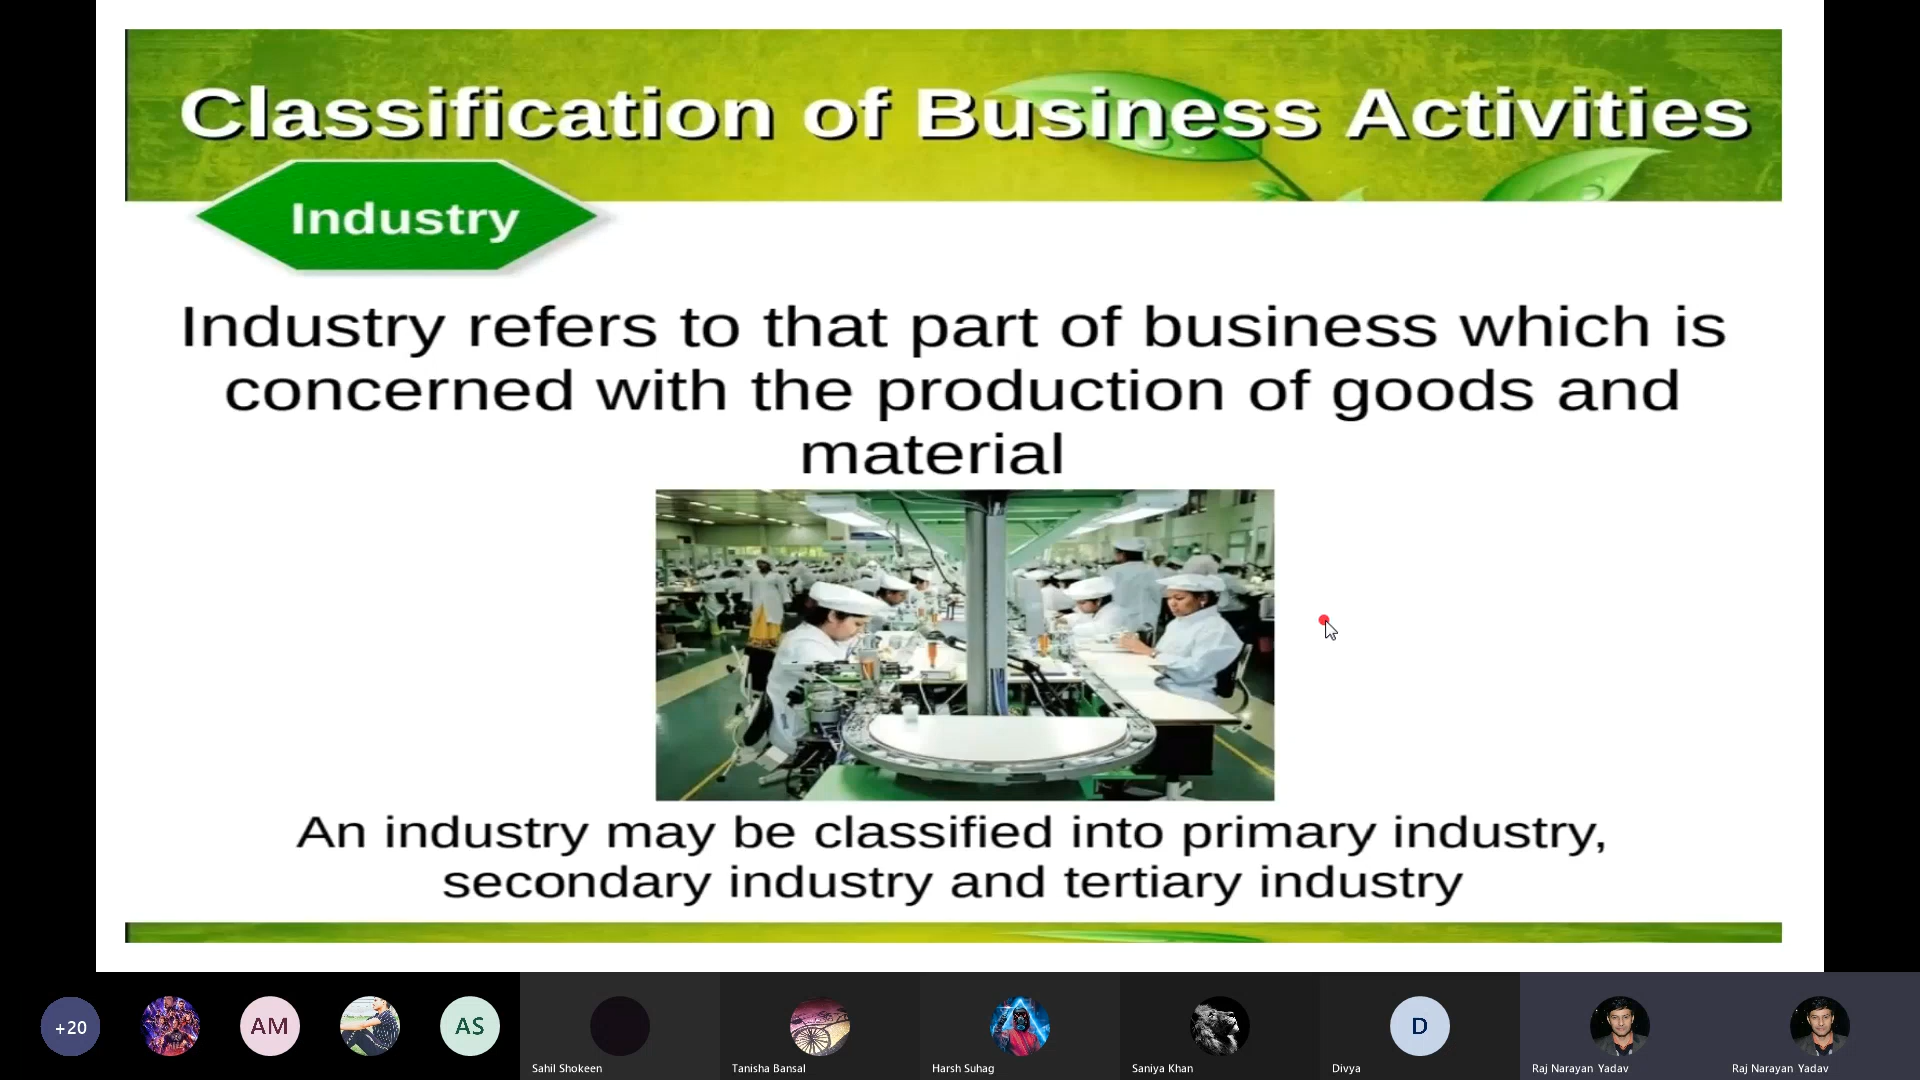 Classification of Business Activities
Industry
Industry refers to that part of business which is
concerned with the production of goods and
material
An industry may be classified into primary industry,
secondary industry and tertiary industry
+20
AM
AS
D
Sahil Shokeen
Tanisha Bansal
Harsh Suhag
Saniya Khan
Divya
Raj Narayan Yadav
Raj Narayan Yadav